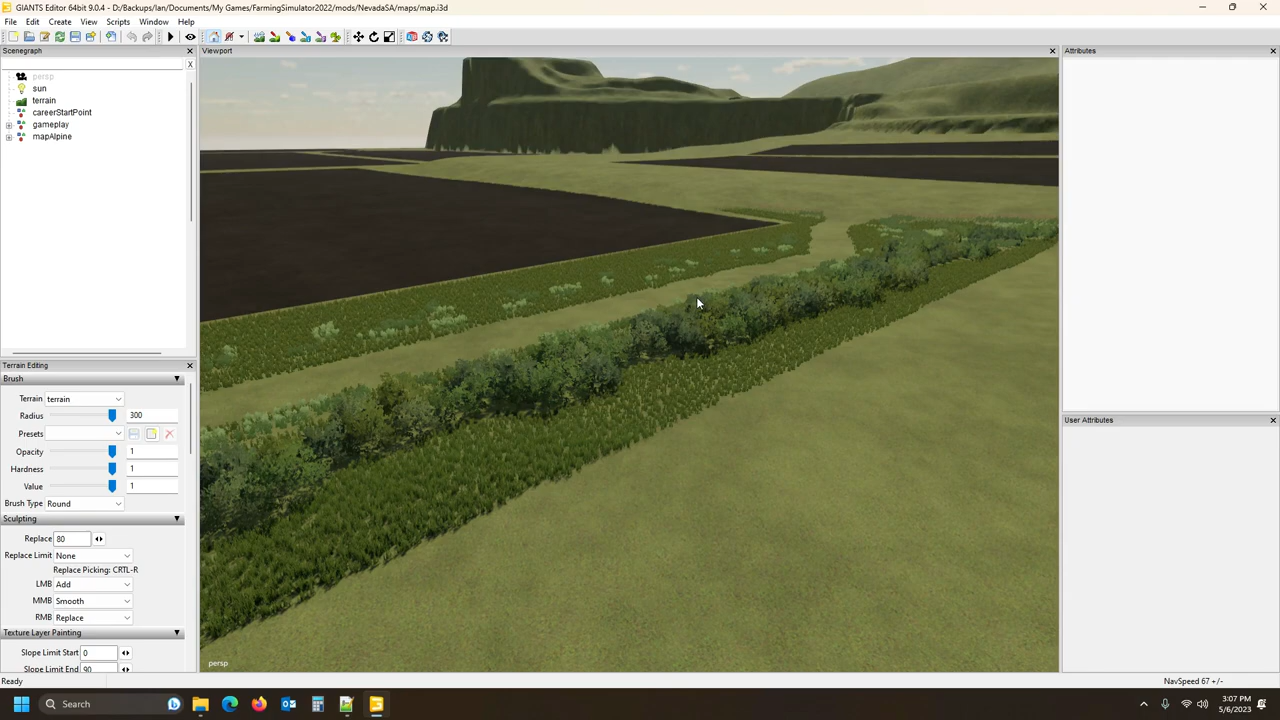 GIANTS Editor 64bit 9.0.4 - D:/Backups/Ian/Documents/My Games/FarmingSimulator2022/mods/NevadaSA/maps/map.i3d
File Edit Create View Scripts Window Help
Scenegraph
Viewport
Attributes
X
persp
sun
terrain
careerStartPoint
gameplay
mapAlpine
Terrain Editing
Brush
Terrain terrain
Radius 300
Presets
Opacity 1
Hardness 1
Value 1
Brush Type Round
Sculpting
Replace 80
Replace Limit None
Replace Picking: CRTL-R
LMB Add
MMB Smooth
RMB Replace
Texture Layer Painting
Slope Limit Start 0
Slope Limit End 90
User Attributes
persp
Ready
NavSpeed 67 +/-
Search
3:07 PM
5/6/2023